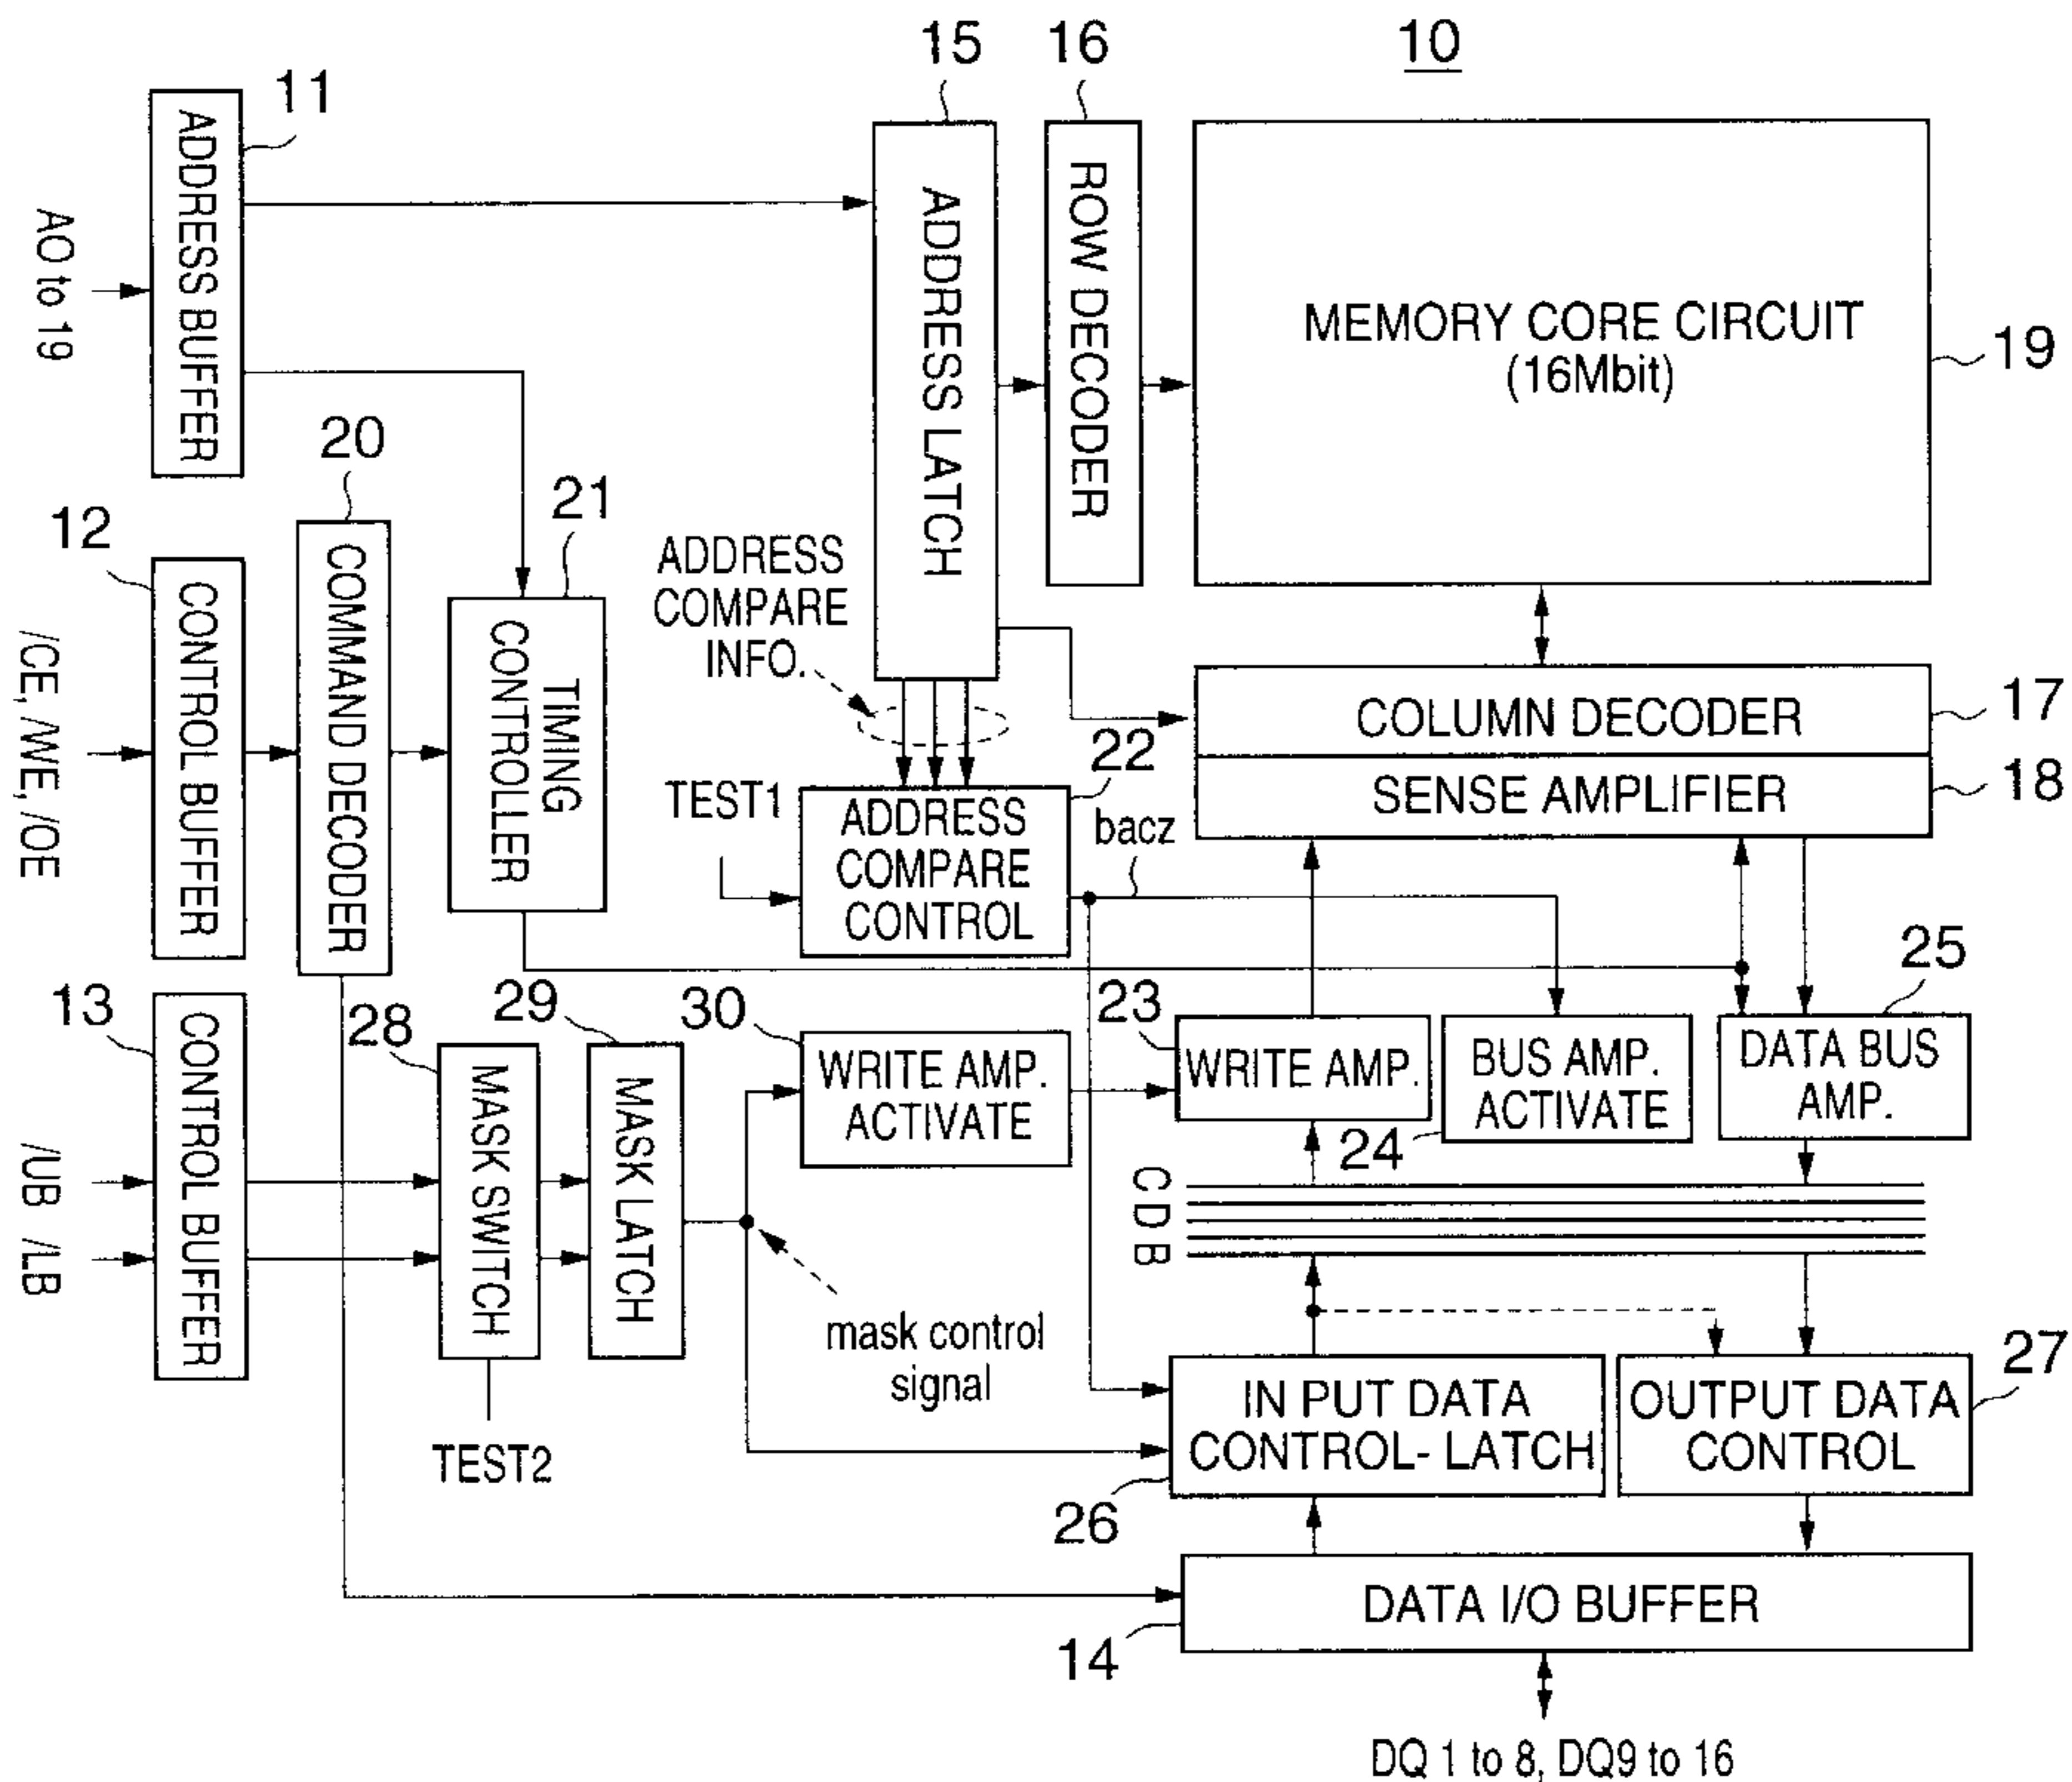 10
15
16
11
ADDRESS BUFFER
A0 to 19
ADDRESS LATCH
ROW DECODER
MEMORY CORE CIRCUIT
(16Mbit)
19
20
21
12
CONTROL BUFFER
/CE, /WE, /OE
COMMAND DECODER
TIMING
CONTROLLER
ADDRESS
COMPARE
INFO.
COLUMN DECODER
17
SENSE AMPLIFIER
18
22
TEST1
ADDRESS
COMPARE
CONTROL
bacz
13
CONTROL BUFFER
/UB /LB
28
MASK SWITCH
TEST2
29
MASK LATCH
30
WRITE AMP.
ACTIVATE
23
WRITE AMP.
24
BUS AMP.
ACTIVATE
25
DATA BUS
AMP.
CDB
mask control
signal
IN PUT DATA
CONTROL- LATCH
26
OUTPUT DATA
CONTROL
27
DATA I/O BUFFER
14
DQ 1 to 8, DQ9 to 16